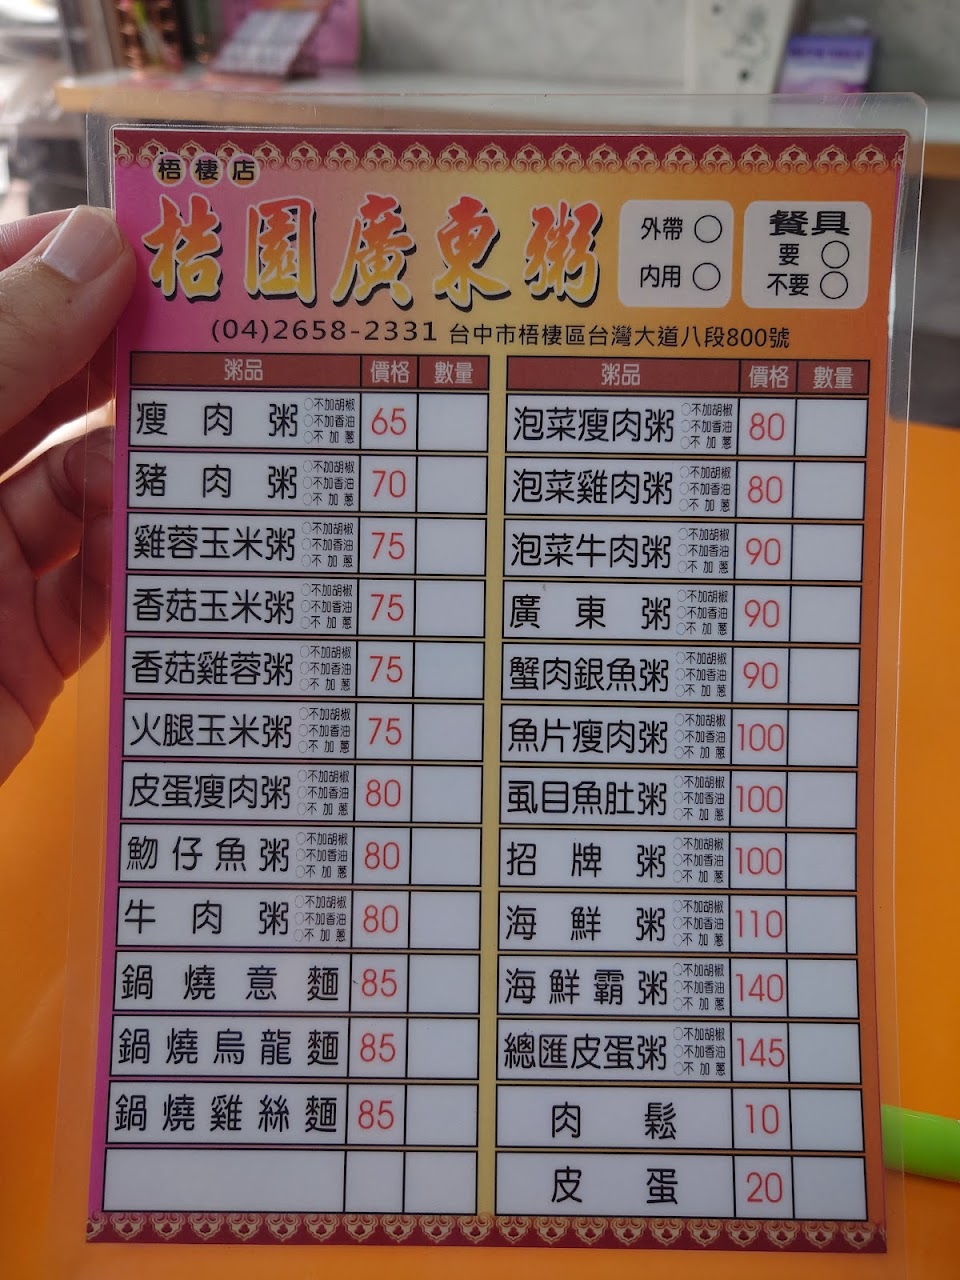 梧棲店
桔園廣東粥
外帶 ○
內用 ○
餐具
要 ○
不要 ○
(04)2658-2331 台中市梧棲區台灣大道八段800號
粥品 價格 數量
瘦肉粥 ○不加胡椒 ○不加香油 ○不加蔥 65
豬肉粥 ○不加胡椒 ○不加香油 ○不加蔥 70
雞蓉玉米粥 ○不加胡椒 ○不加香油 ○不加蔥 75
香菇玉米粥 ○不加胡椒 ○不加香油 ○不加蔥 75
香菇雞蓉粥 ○不加胡椒 ○不加香油 ○不加蔥 75
火腿玉米粥 ○不加胡椒 ○不加香油 ○不加蔥 75
皮蛋瘦肉粥 ○不加胡椒 ○不加香油 ○不加蔥 80
魩仔魚粥 ○不加胡椒 ○不加香油 ○不加蔥 80
牛肉粥 ○不加胡椒 ○不加香油 ○不加蔥 80
鍋燒意麵 85
鍋燒烏龍麵 85
鍋燒雞絲麵 85
粥品 價格 數量
泡菜瘦肉粥 ○不加胡椒 ○不加香油 ○不加蔥 80
泡菜雞肉粥 ○不加胡椒 ○不加香油 ○不加蔥 80
泡菜牛肉粥 ○不加胡椒 ○不加香油 ○不加蔥 90
廣東粥 ○不加胡椒 ○不加香油 ○不加蔥 90
蟹肉銀魚粥 ○不加胡椒 ○不加香油 ○不加蔥 90
魚片瘦肉粥 ○不加胡椒 ○不加香油 ○不加蔥 100
虱目魚肚粥 ○不加胡椒 ○不加香油 ○不加蔥 100
招牌粥 ○不加胡椒 ○不加香油 ○不加蔥 100
海鮮粥 ○不加胡椒 ○不加香油 ○不加蔥 110
海鮮霸粥 ○不加胡椒 ○不加香油 ○不加蔥 140
總匯皮蛋粥 ○不加胡椒 ○不加香油 ○不加蔥 145
肉鬆 10
皮蛋 20